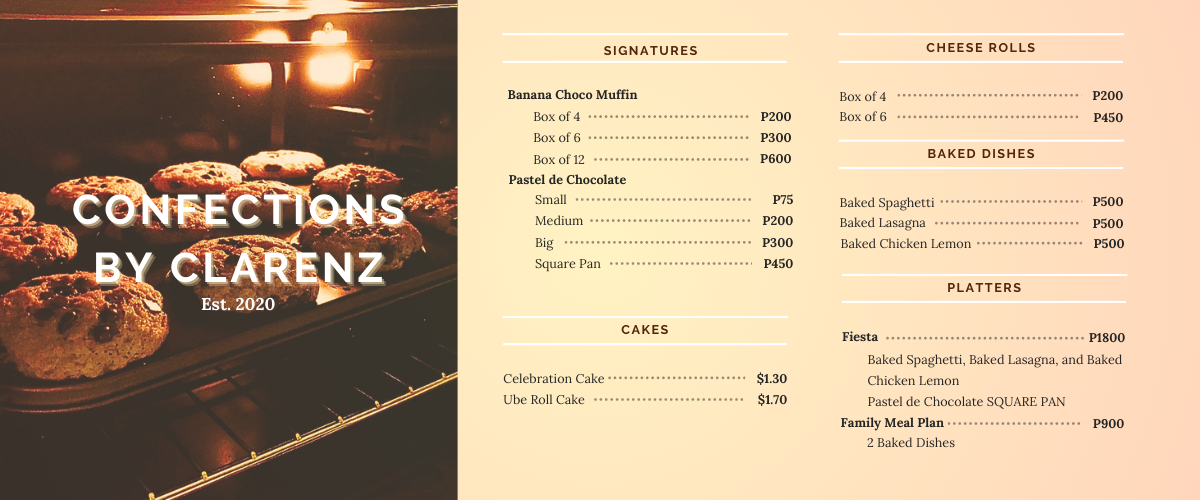 CONFECTIONS
BY CLARENZ
Est. 2020
SIGNATURES
Banana Choco Muffin
Box of 4 P200
Box of 6 P300
Box of 12 P600
Pastel de Chocolate
Small P75
Medium P200
Big P300
Square Pan P450
CAKES
Celebration Cake $1.30
Ube Roll Cake $1.70
CHEESE ROLLS
Box of 4 P200
Box of 6 P450
BAKED DISHES
Baked Spaghetti P500
Baked Lasagna P500
Baked Chicken Lemon P500
PLATTERS
Fiesta P1800
Baked Spaghetti, Baked Lasagna, and Baked
Chicken Lemon
Pastel de Chocolate SQUARE PAN
Family Meal Plan P900
2 Baked Dishes